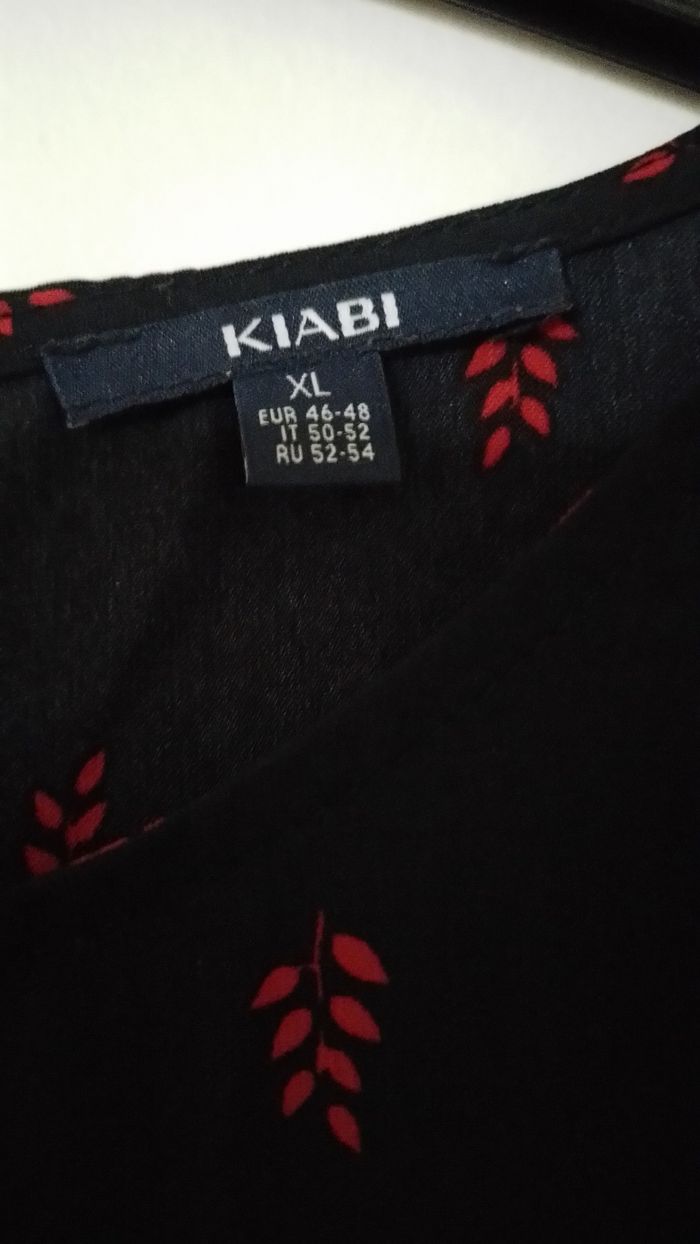 KIABI
XL
EUR 46-48
IT 50-52
RU 52-54